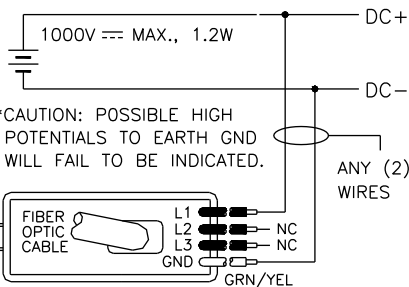 DC+
1000V ⎓ MAX., 1.2W
DC-
*CAUTION: POSSIBLE HIGH
POTENTIALS TO EARTH GND
WILL FAIL TO BE INDICATED.
ANY (2)
WIRES
FIBER
OPTIC
CABLE
L1
L2 NC
L3 NC
GND
GRN/YEL